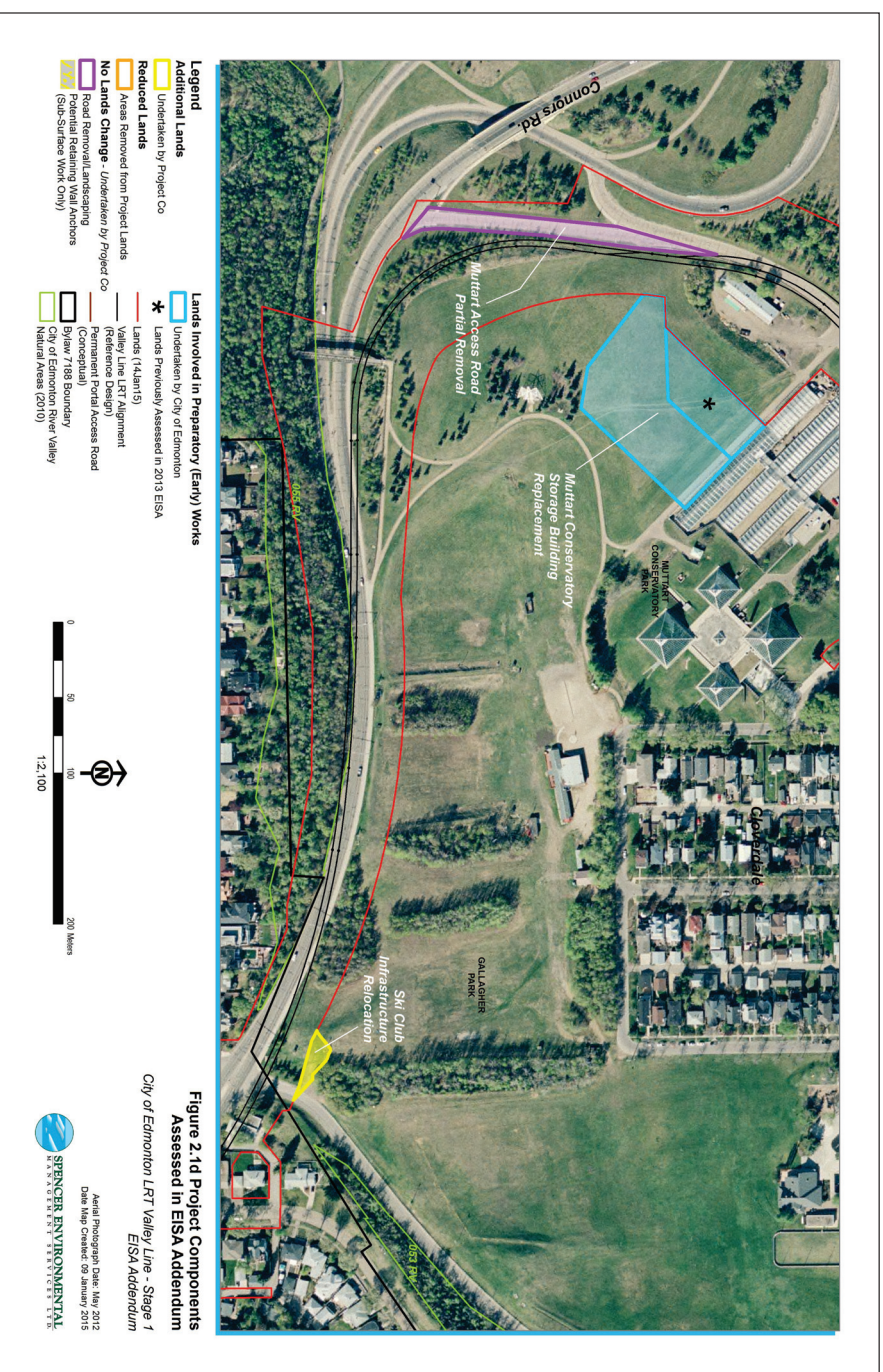 Connors Rd.
Muttart Access Road
Partial Removal
Muttart Conservatory
Storage Building
Replacement
*
MUTTART
CONSERVATORY
PARK
Cloverdale
GALLAGHER
PARK
Ski Club
Infrastructure
Relocation
055 RV
053 RV
Legend
Additional Lands
Undertaken by Project Co
Reduced Lands
Areas Removed from Project Lands
No Lands Change - Undertaken by Project Co
Road Removal/Landscaping
Potential Retaining Wall Anchors
(Sub-Surface Work Only)
Lands Involved in Preparatory (Early) Works
Undertaken by City of Edmonton
* Lands Previously Assessed in 2013 EISA
Lands (14Jan15)
Valley Line LRT Alignment
(Reference Design)
Permanent Portal Access Road
(Conceptual)
Bylaw 7188 Boundary
City of Edmonton River Valley
Natural Areas (2010)
N
0 50 100 200 Meters
1:2,100
Figure 2.1d Project Components
Assessed in EISA Addendum
City of Edmonton LRT Valley Line - Stage 1
EISA Addendum
Aerial Photograph Date: May 2012
Date Map Created: 09 January 2015
SPENCER ENVIRONMENTAL
MANAGEMENT SERVICES LTD.